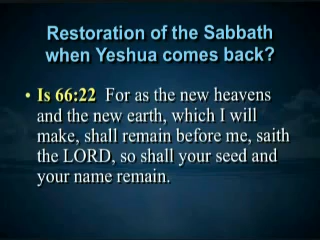 Restoration of the Sabbath
when Yeshua comes back?
• Is 66:22 For as the new heavens
and the new earth, which I will
make, shall remain before me, saith
the LORD, so shall your seed and
your name remain.